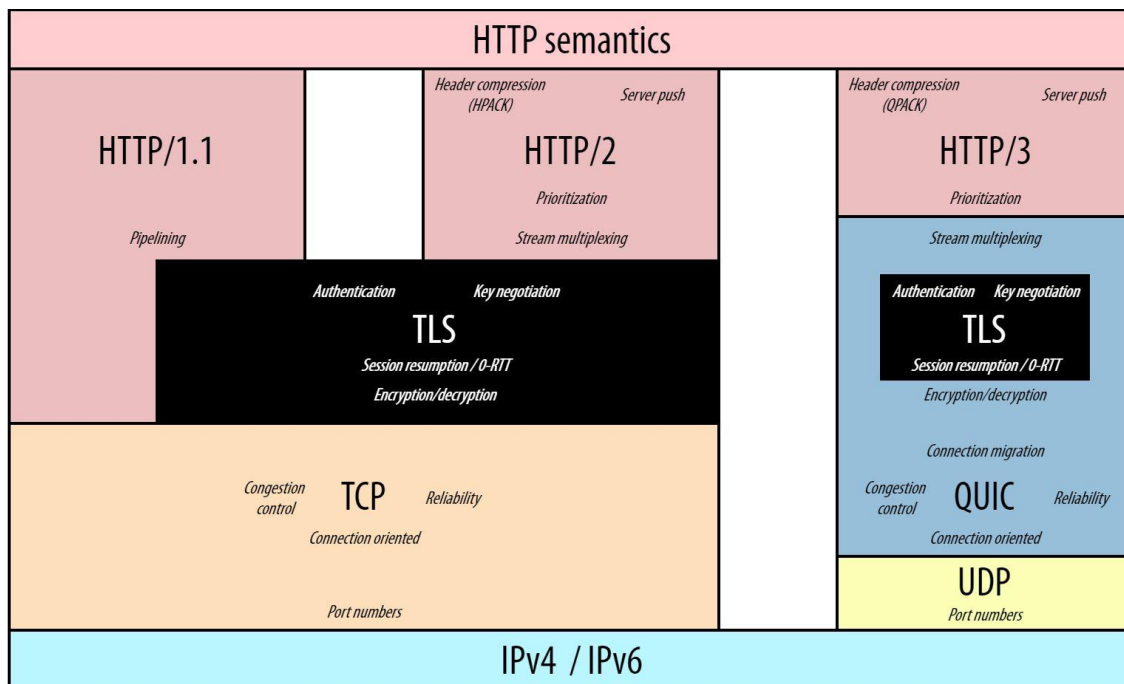 HTTP semantics
HTTP/1.1
Pipelining
Header compression
(HPACK)
Server push
HTTP/2
Prioritization
Stream multiplexing
Authentication
Key negotiation
TLS
Session resumption / 0-RTT
Encryption/decryption
Congestion
control
TCP
Reliability
Connection oriented
Port numbers
Header compression
(QPACK)
Server push
HTTP/3
Prioritization
Stream multiplexing
Authentication
Key negotiation
TLS
Session resumption / 0-RTT
Encryption/decryption
Connection migration
Congestion
control
QUIC
Reliability
Connection oriented
UDP
Port numbers
IPv4 / IPv6